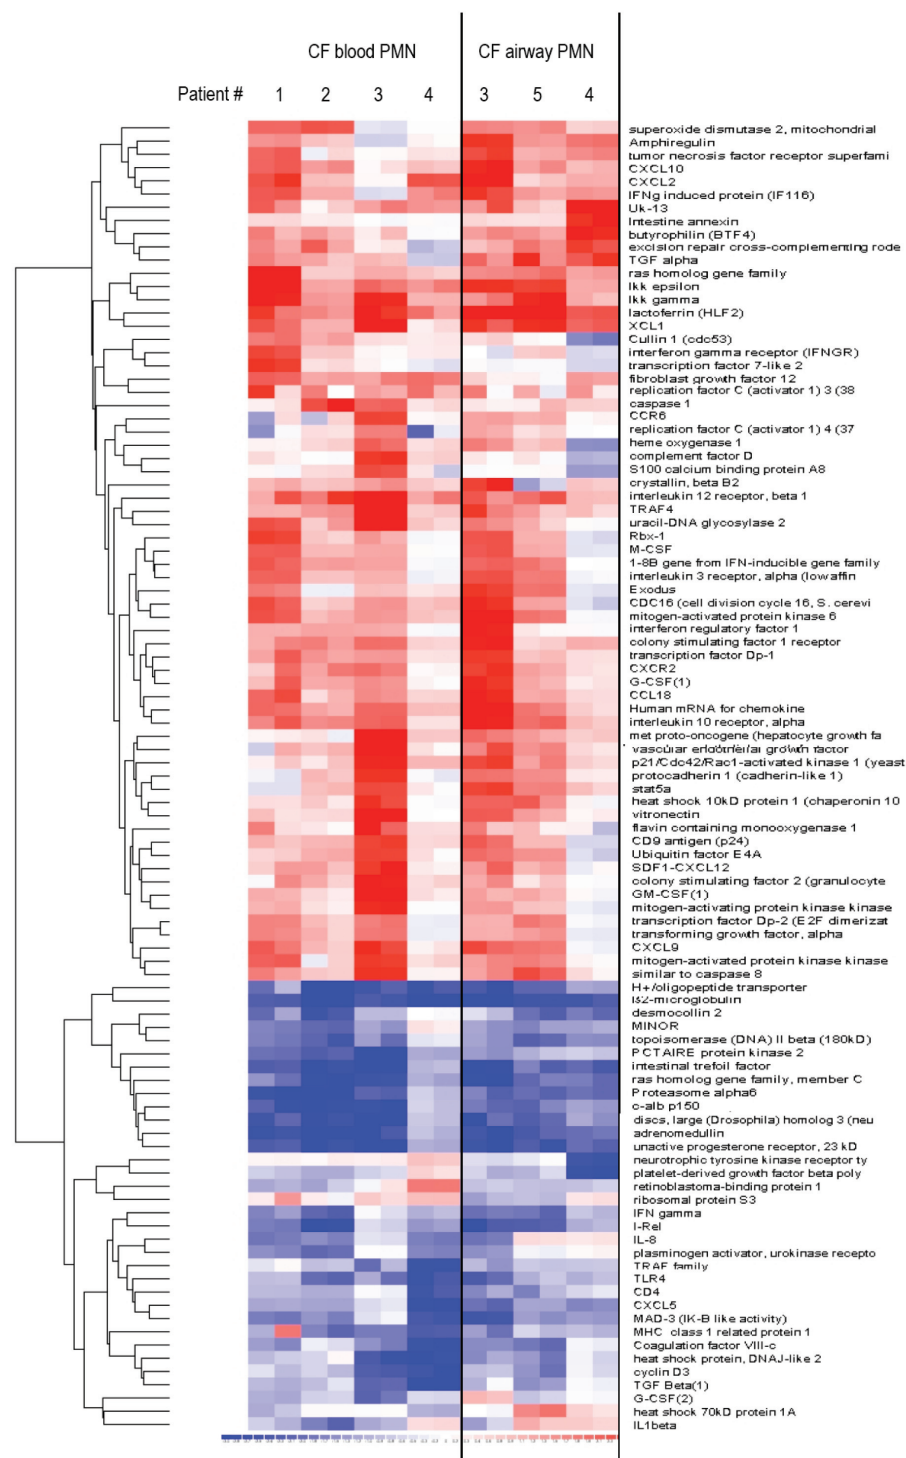 CF blood PMN CF airway PMN
Patient # 1 2 3 4 3 5 4
superoxide dismutase 2, mitochondrial
Amphiregulin
tumor necrosis factor receptor superfami
CXCL10
CXCL2
IFNg induced protein (IF116)
Uk-13
Intestine annexin
butyrophilin (BTF4)
excision repair cross-complementing rode
TGF alpha
ras homolog gene family
Ikk epsilon
Ikk gamma
lactoferrin (HLF2)
XCL1
Cullin 1 (cdc53)
interferon gamma receptor (IFNGR)
transcription factor 7-like 2
fibroblast growth factor 12
replication factor C (activator 1) 3 (38
caspase 1
CCR6
replication factor C (activator 1) 4 (37
heme oxygenase 1
complement factor D
S100 calcium binding protein A8
crystallin, beta B2
interleukin 12 receptor, beta 1
TRAF4
uracil-DNA glycosylase 2
Rbx-1
M-CSF
1-8B gene from IFN-inducible gene family
interleukin 3 receptor, alpha (lowaffin
Exodus
CDC16 (cell division cycle 16, S. cerevi
mitogen-activated protein kinase 6
interferon regulatory factor 1
colony stimulating factor 1 receptor
transcription factor Dp-1
CXCR2
G-CSF(1)
CCL18
Human mRNA for chemokine
interleukin 10 receptor, alpha
met proto-oncogene (hepatocyte growth fa
vascular endothelial growth factor
p21/Cdc42/Rac1-activated kinase 1 (yeast
protocadherin 1 (cadherin-like 1)
stat5a
heat shock 10kD protein 1 (chaperonin 10
vitronectin
flavin containing monooxygenase 1
CD9 antigen (p24)
Ubiquitin factor E4A
SDF1-CXCL12
colony stimulating factor 2 (granulocyte
GM-CSF(1)
mitogen-activating protein kinase kinase
transcription factor Dp-2 (E2F dimerizat
transforming growth factor, alpha
CXCL9
mitogen-activated protein kinase kinase
similar to caspase 8
H+/oligopeptide transporter
ß2-microglobulin
desmocollin 2
MINOR
topoisomerase (DNA) II beta (180kD)
PCTAIRE protein kinase 2
intestinal trefoil factor
ras homolog gene family, member C
Proteasome alpha6
c-alb p150
discs, large (Drosophila) homolog 3 (neu
adrenomedullin
unactive progesterone receptor, 23 kD
neurotrophic tyrosine kinase receptor ty
platelet-derived growth factor beta poly
retinoblastoma-binding protein 1
ribosomal protein S3
IFN gamma
I-Rel
IL-8
plasminogen activator, urokinase recepto
TRAF family
TLR4
CD4
CXCL5
MAD-3 (IK-B like activity)
MHC class 1 related protein 1
Coagulation factor VIII-c
heat shock protein, DNAJ-like 2
cyclin D3
TGF Beta(1)
G-CSF(2)
heat shock 70kD protein 1A
IL1beta